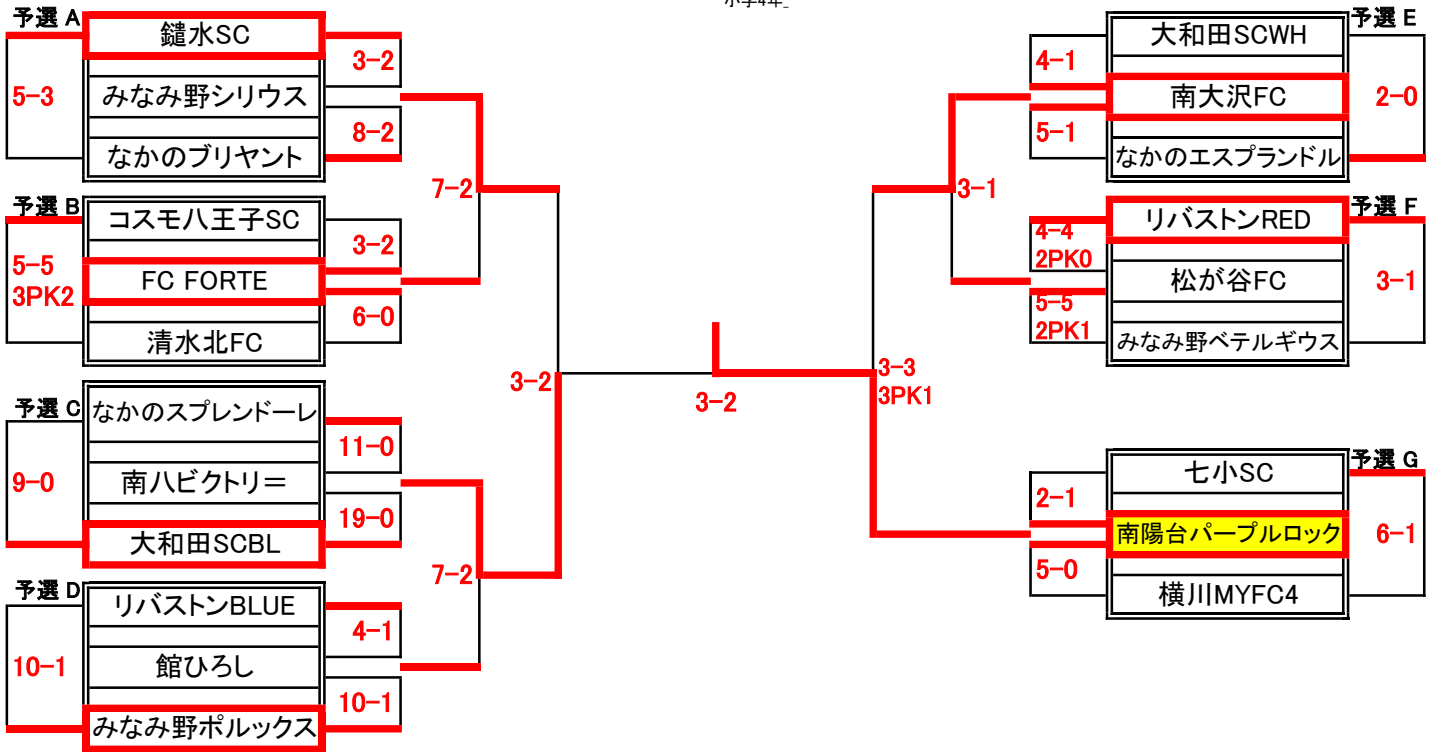 小学4年_
予選 A
鑓水SC
みなみ野シリウス
なかのブリヤント
5-3
3-2
8-2
予選 B
コスモ八王子SC
FC FORTE
清水北FC
5-5
3PK2
3-2
6-0
7-2
予選 C
なかのスプレンドーレ
南八ビクトリ＝
大和田SCBL
9-0
11-0
19-0
予選 D
リバストンBLUE
館ひろし
みなみ野ポルックス
10-1
4-1
10-1
7-2
3-2
3-2
予選 E
大和田SCWH
南大沢FC
なかのエスプランドル
4-1
5-1
2-0
予選 F
リバストンRED
松が谷FC
みなみ野ベテルギウス
4-4
2PK0
5-5
2PK1
3-1
3-1
3-3
3PK1
予選 G
七小SC
南陽台パープルロック
横川MYFC4
2-1
5-0
6-1